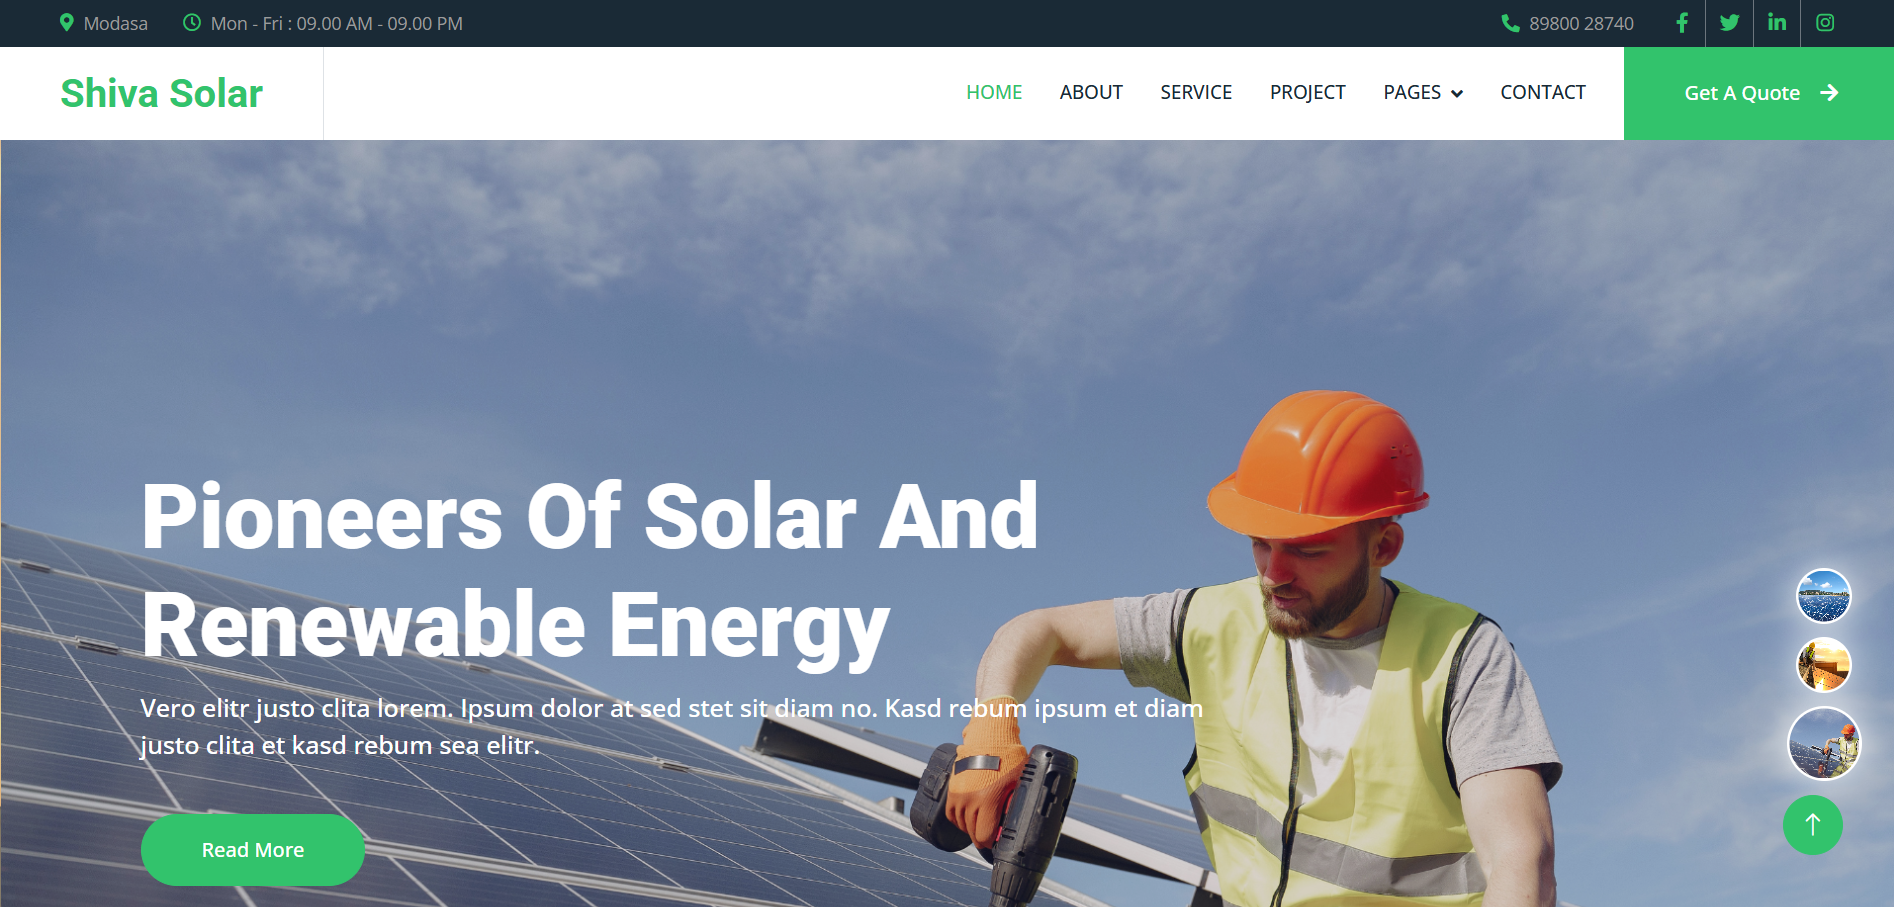 Modasa
Mon - Fri : 09.00 AM - 09.00 PM
89800 28740
Shiva Solar
HOME
ABOUT
SERVICE
PROJECT
PAGES
CONTACT
Get A Quote
Pioneers Of Solar And
Renewable Energy
Vero elitr justo clita lorem. Ipsum dolor at sed stet sit diam no. Kasd rebum ipsum et diam
justo clita et kasd rebum sea elitr.
Read More